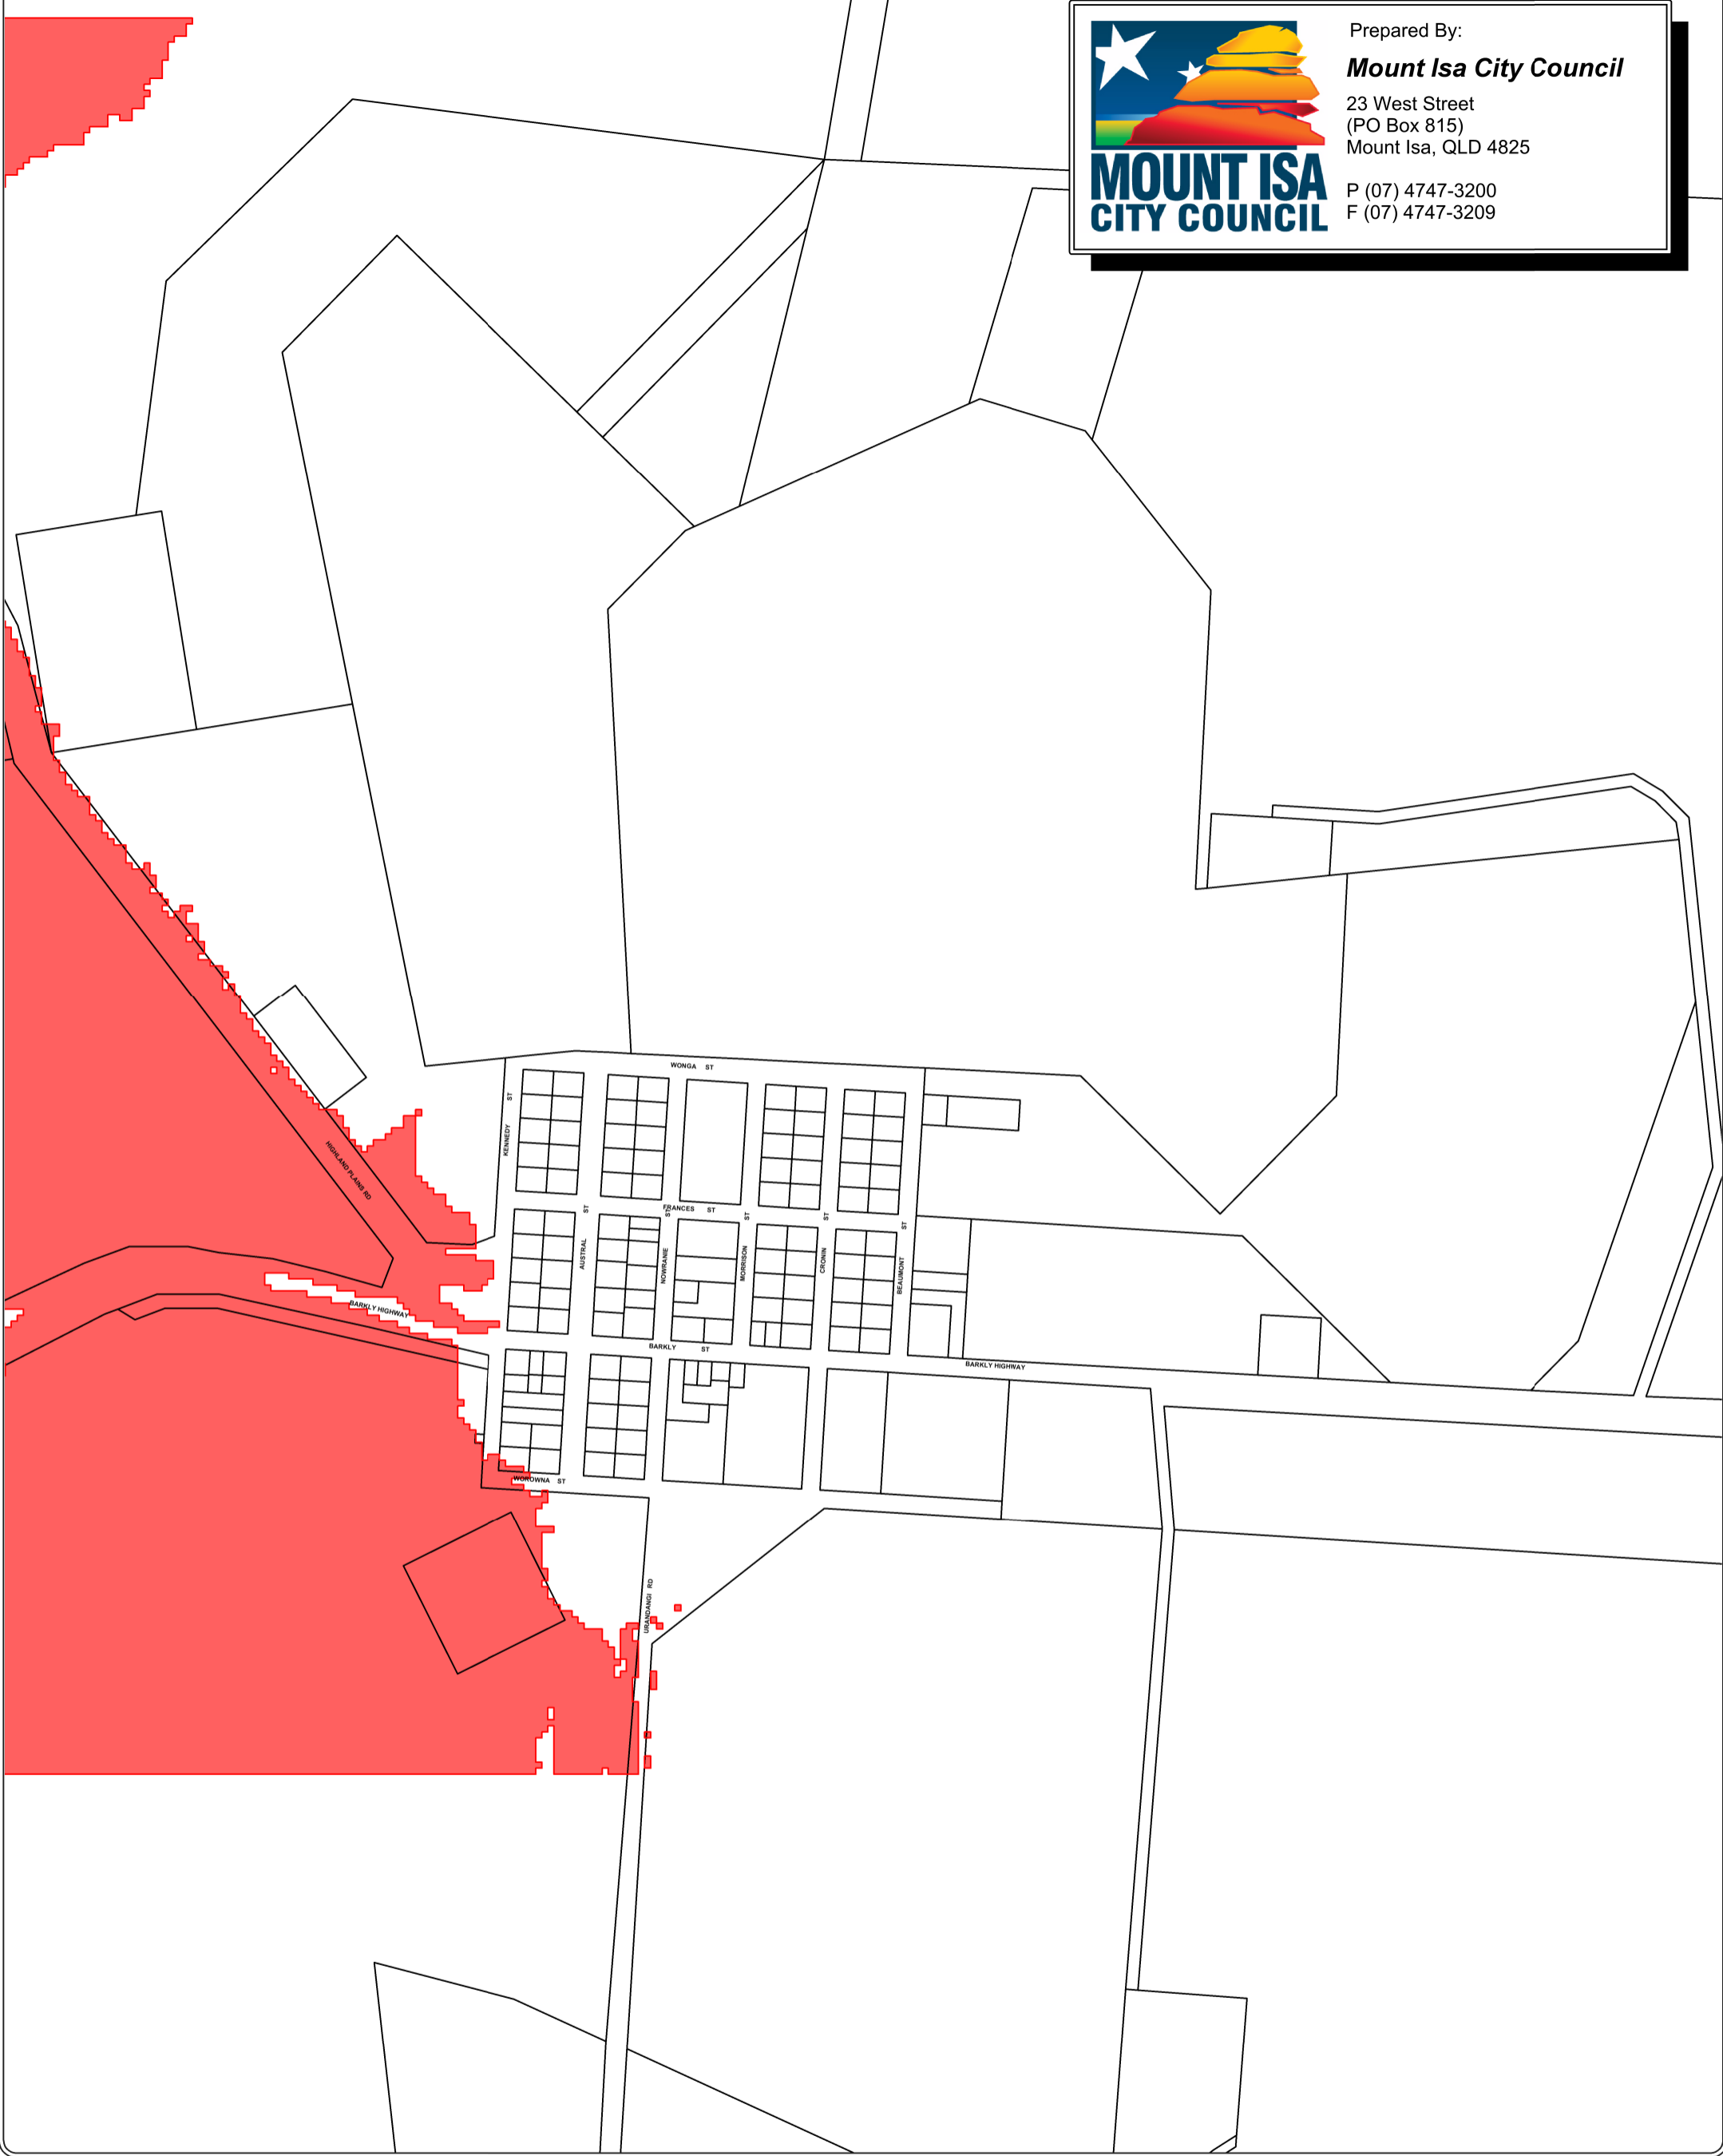 Prepared By:
Mount Isa City Council
23 West Street
(PO Box 815)
Mount Isa, QLD 4825
P (07) 4747-3200
F (07) 4747-3209
MOUNT ISA
CITY COUNCIL
WONGA ST
KENNEDY ST
HIGHLAND PLAINS RD
FRANCES ST
AUSTRAL ST
NOWRANIE ST
MORRISON ST
CRONIN ST
BEAUMONT ST
BARKLY HIGHWAY
BARKLY ST
BARKLY HIGHWAY
WOROWNA ST
URANDANGI RD